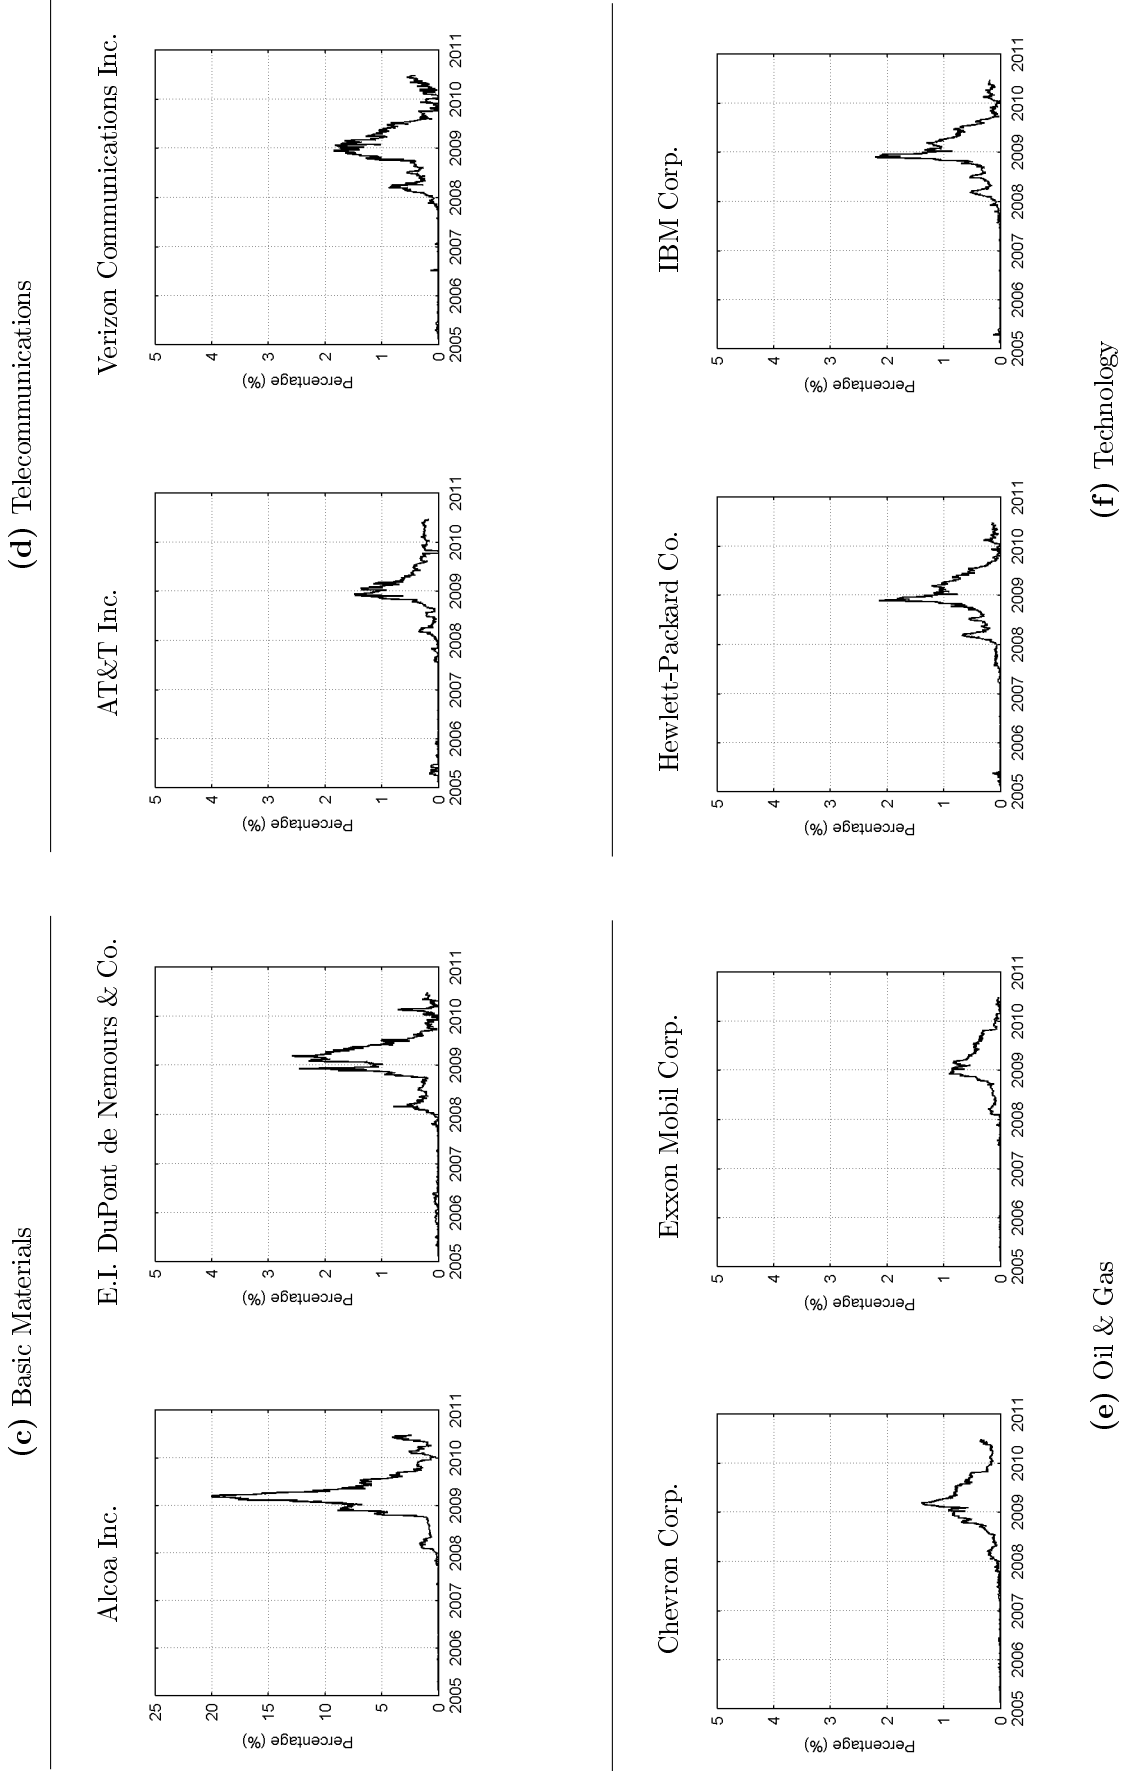 (c) Basic Materials
(d) Telecommunications
Alcoa Inc.
25
20
15
10
5
0
Percentage (%)
2005 2006 2007 2008 2009 2010 2011
E.I. DuPont de Nemours & Co.
5
4
3
2
1
0
Percentage (%)
2005 2006 2007 2008 2009 2010 2011
AT&T Inc.
5
4
3
2
1
0
Percentage (%)
2005 2006 2007 2008 2009 2010 2011
Verizon Communications Inc.
5
4
3
2
1
0
Percentage (%)
2005 2006 2007 2008 2009 2010 2011
Chevron Corp.
5
4
3
2
1
0
Percentage (%)
2005 2006 2007 2008 2009 2010 2011
Exxon Mobil Corp.
5
4
3
2
1
0
Percentage (%)
2005 2006 2007 2008 2009 2010 2011
Hewlett-Packard Co.
5
4
3
2
1
0
Percentage (%)
2005 2006 2007 2008 2009 2010 2011
IBM Corp.
5
4
3
2
1
0
Percentage (%)
2005 2006 2007 2008 2009 2010 2011
(e) Oil & Gas
(f) Technology